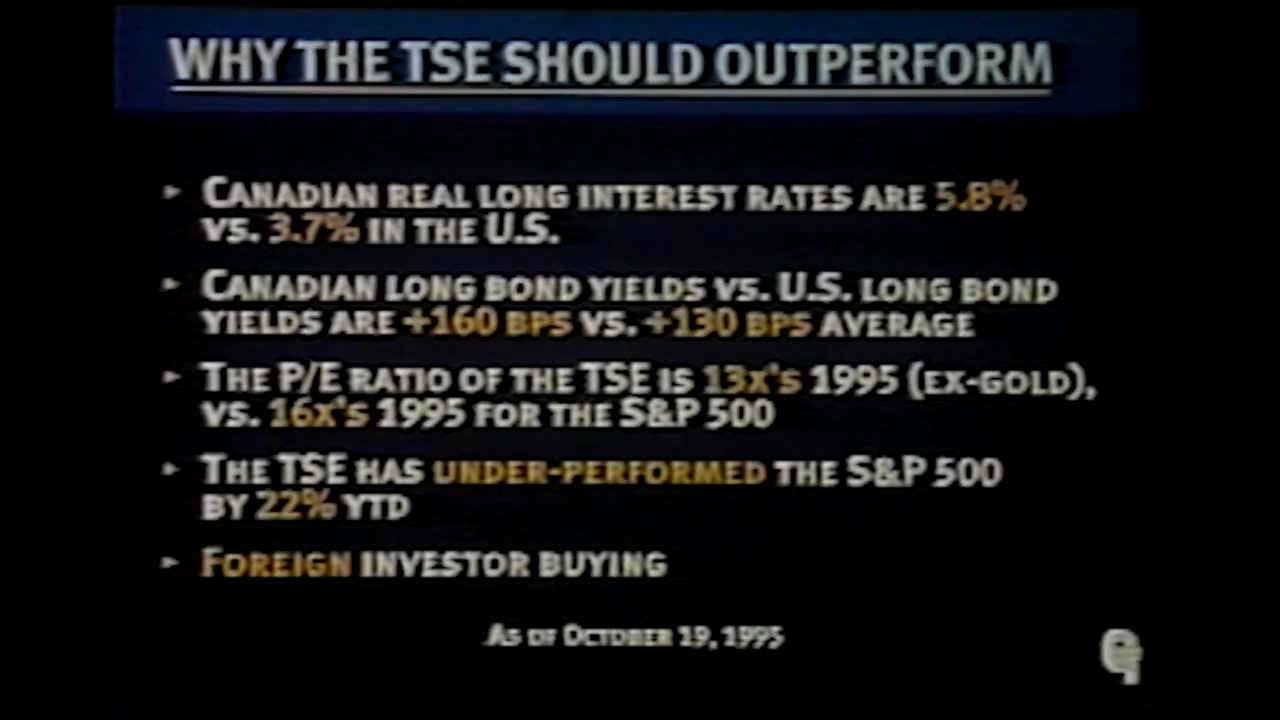 WHY THE TSE SHOULD OUTPERFORM
CANADIAN REAL LONG INTEREST RATES ARE 5.8%
VS. 3.7% IN THE U.S.
CANADIAN LONG BOND YIELDS VS. U.S. LONG BOND
YIELDS ARE +160 BPS VS. +130 BPS AVERAGE
THE P/E RATIO OF THE TSE IS 13X'S 1995 (EX-GOLD),
VS. 16X'S 1995 FOR THE S&P 500
THE TSE HAS UNDER-PERFORMED THE S&P 500
BY 22% YTD
FOREIGN INVESTOR BUYING
AS OF OCTOBER 19, 1995